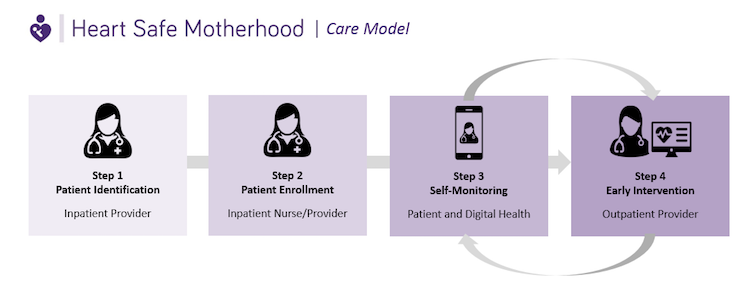 Heart Safe Motherhood | Care Model
Step 1
Patient Identification
Inpatient Provider
Step 2
Patient Enrollment
Inpatient Nurse/Provider
Step 3
Self-Monitoring
Patient and Digital Health
Step 4
Early Intervention
Outpatient Provider